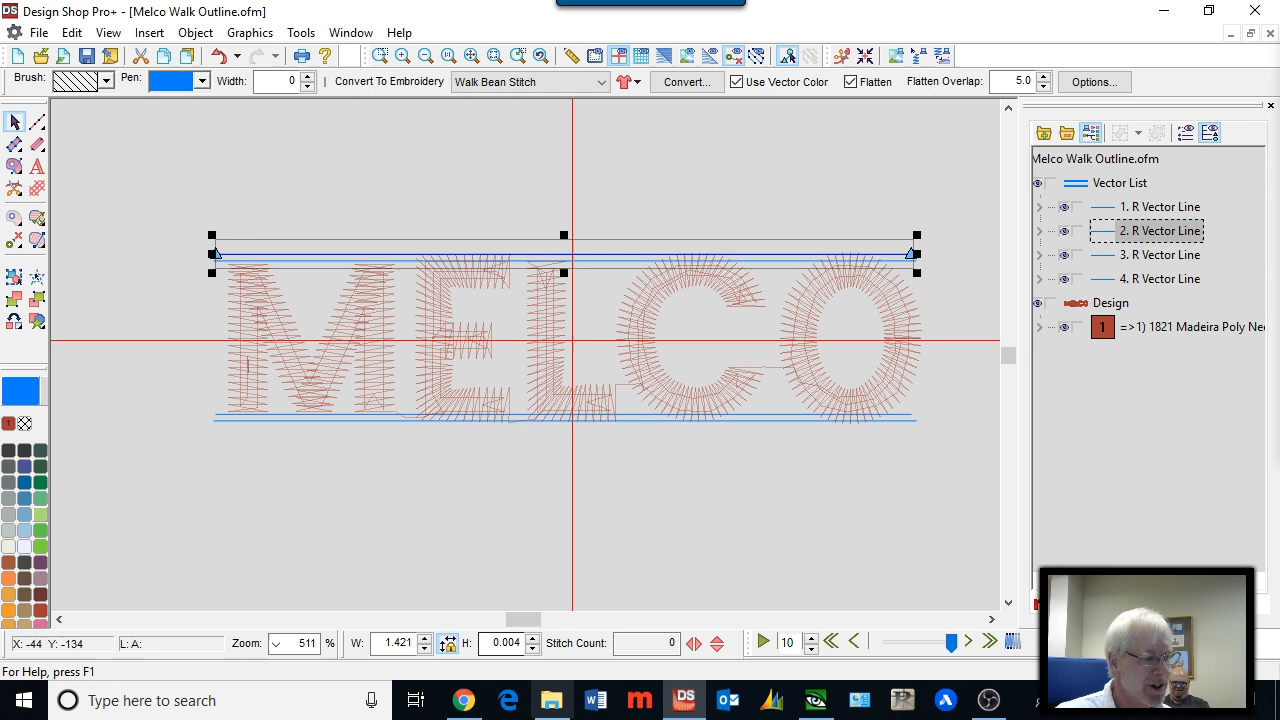 DS Design Shop Pro+ - [Melco Walk Outline.ofm]
File Edit View Insert Object Graphics Tools Window Help
Brush: Pen: Width: 0 | Convert To Embroidery Walk Bean Stitch Convert... Use Vector Color Flatten Flatten Overlap: 5.0 Options...
Melco Walk Outline.ofm
Vector List
1. R Vector Line
2. R Vector Line
3. R Vector Line
4. R Vector Line
MELCO Design
1 =>1) 1821 Madeira Poly Ne
MELCO
1
X: -44 Y: -134 L: A: Zoom: 511 % W: 1.421 H: 0.004 Stitch Count: 0 10
For Help, press F1
Type here to search